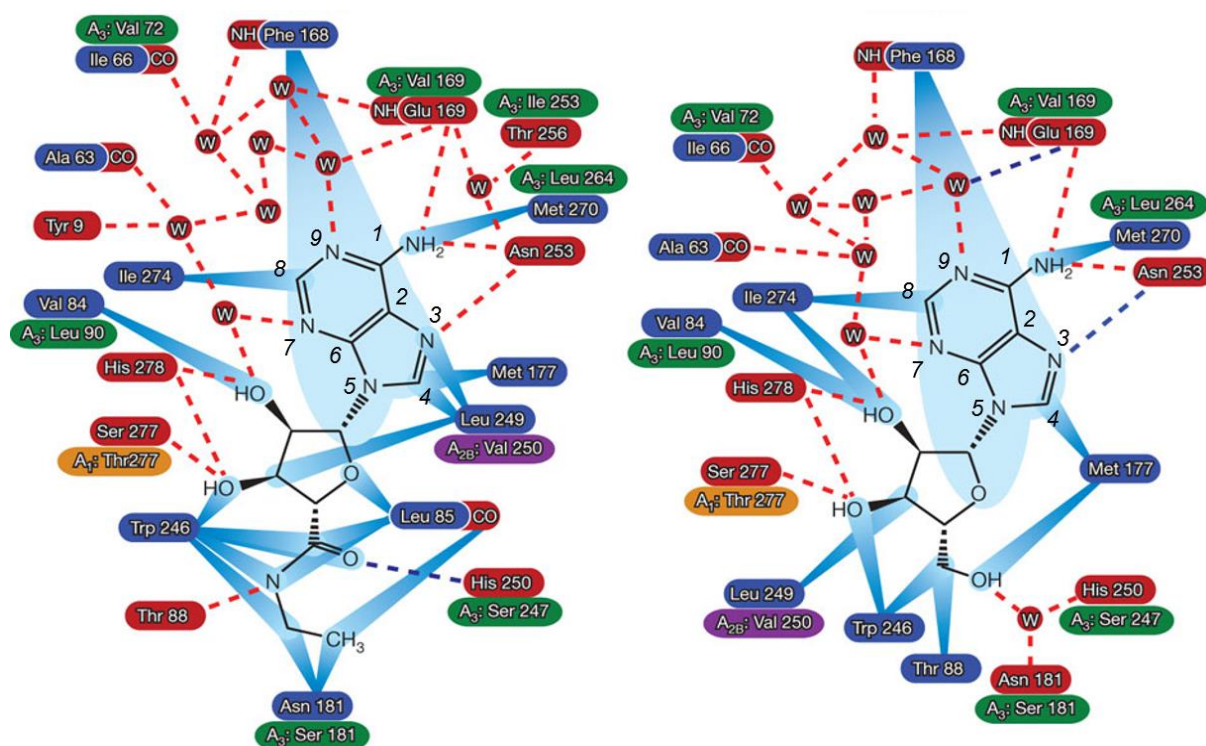 A3: Val 72
Ile 66 CO
NH Phe 168
W
A3: Val 169
NH Glu 169
A3: Ile 253
Thr 256
W
W
W
Ala 63 CO
W
W
A3: Leu 264
Met 270
Tyr 9
W
W
9
N
1
NH2
Asn 253
Ile 274
8
2
3
Val 84
A3: Leu 90
W
N
7
6
N
His 278
HO
5
N
4
Met 177
Leu 249
A2B: Val 250
Ser 277
A1: Thr277
HO
O
Trp 246
Leu 85 CO
O
N
His 250
A3: Ser 247
Thr 88
CH3
Asn 181
A3: Ser 181
NH Phe 168
A3: Val 72
Ile 66 CO
W
A3: Val 169
NH Glu 169
W
W
W
A3: Leu 264
Met 270
Ala 63 CO
W
9
N
1
NH2
Asn 253
Ile 274
8
2
3
Val 84
A3: Leu 90
W
N
7
6
N
His 278
HO
5
N
4
Met 177
Ser 277
A1: Thr 277
HO
O
Leu 249
A2B: Val 250
OH
W
His 250
A3: Ser 247
Trp 246
Thr 88
Asn 181
A3: Ser 181